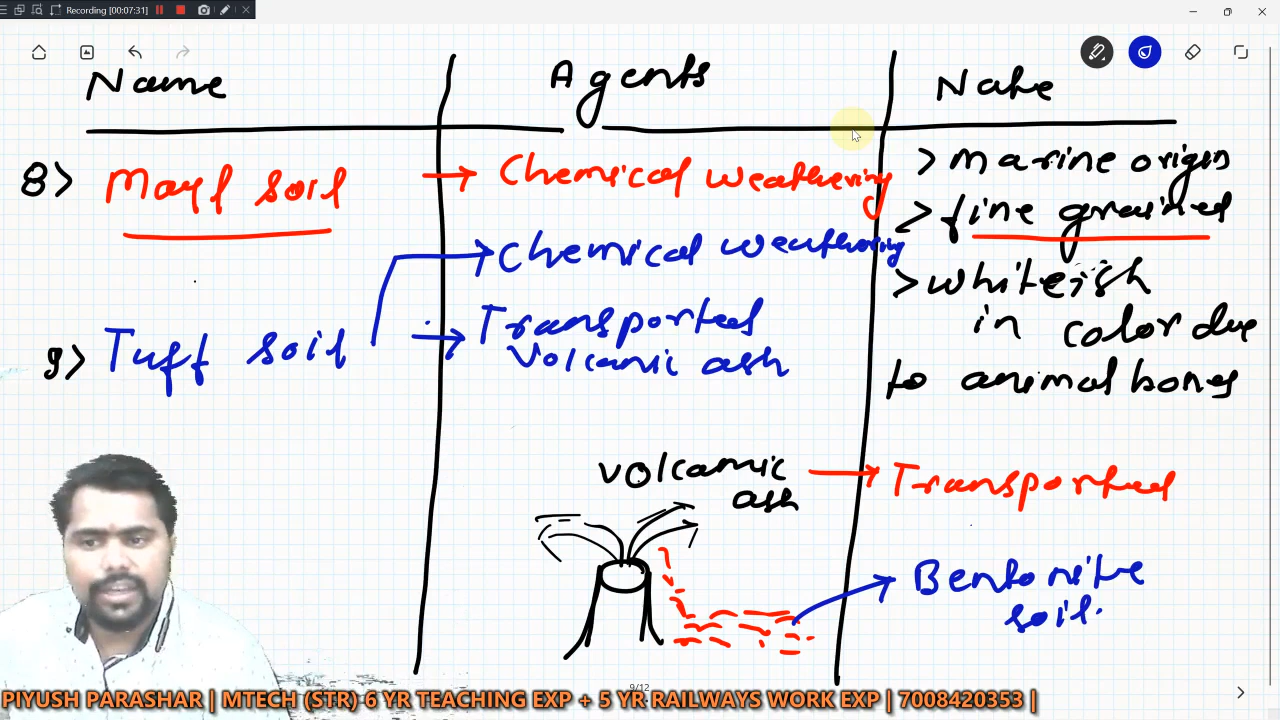 Recording [00:07:31]
Name Agents Note
8> Marl soil → Chemical weathering > marine origin
> fine grained
→ Chemical weathering > whiteish
in color due
9> Tuff soil → Transported
volcanic ash to animal bones
volcanic → Transported
ash
→ Bentonite
soil.
9/12
PIYUSH PARASHAR | MTECH (STR) 6 YR TEACHING EXP + 5 YR RAILWAYS WORK EXP | 7008420353 |